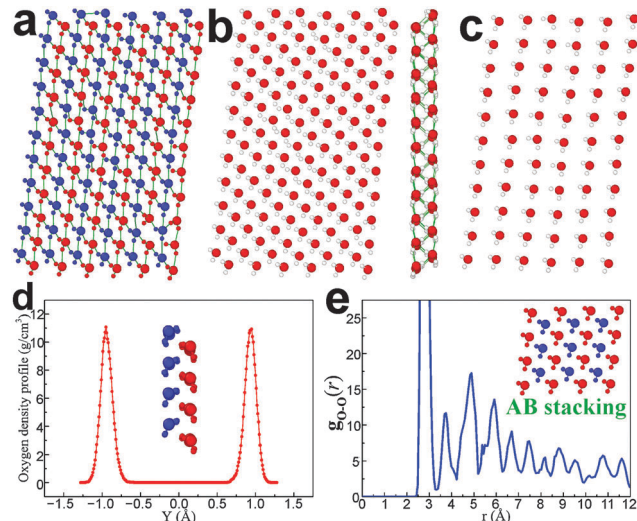 a
b
c
d
Oxygen density profile (g/cm³)
12
10
8
6
4
2
0
−1.5 −1.0 −0.5 0.0 0.5 1.0 1.5
Y (Å)
e
g_O-O(r)
25
20
15
10
5
0
AB stacking
0 1 2 3 4 5 6 7 8 9 10 11 12
r (Å)